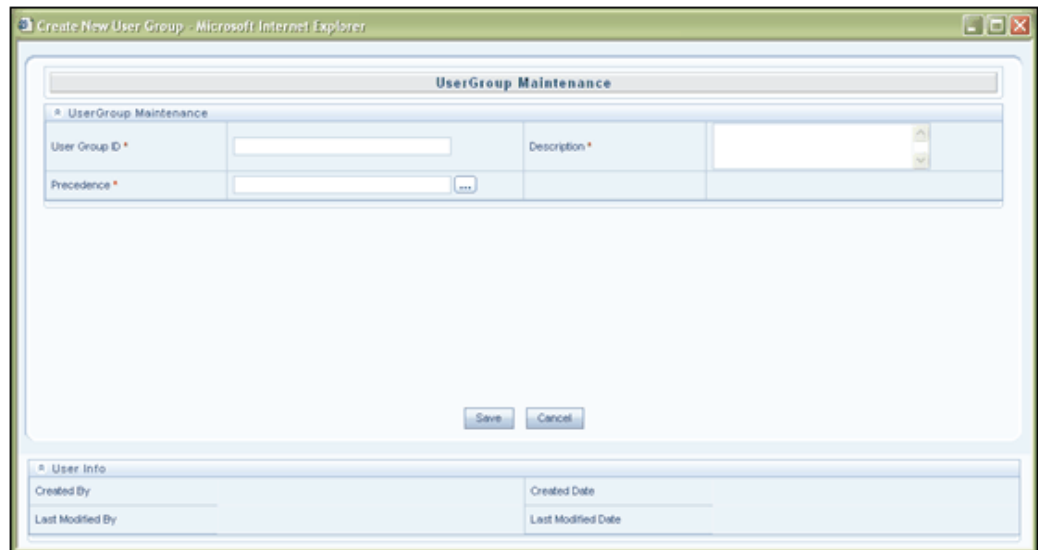 Create New User Group - Microsoft Internet Explorer
UserGroup Maintenance
UserGroup Maintenance
User Group ID * Description *
Precedence * ...
Save Cancel
User Info
Created By Created Date
Last Modified By Last Modified Date